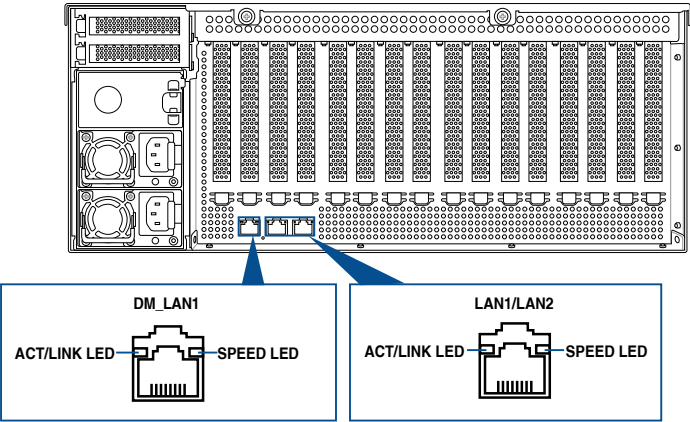 DM_LAN1
ACT/LINK LED
SPEED LED
LAN1/LAN2
ACT/LINK LED
SPEED LED